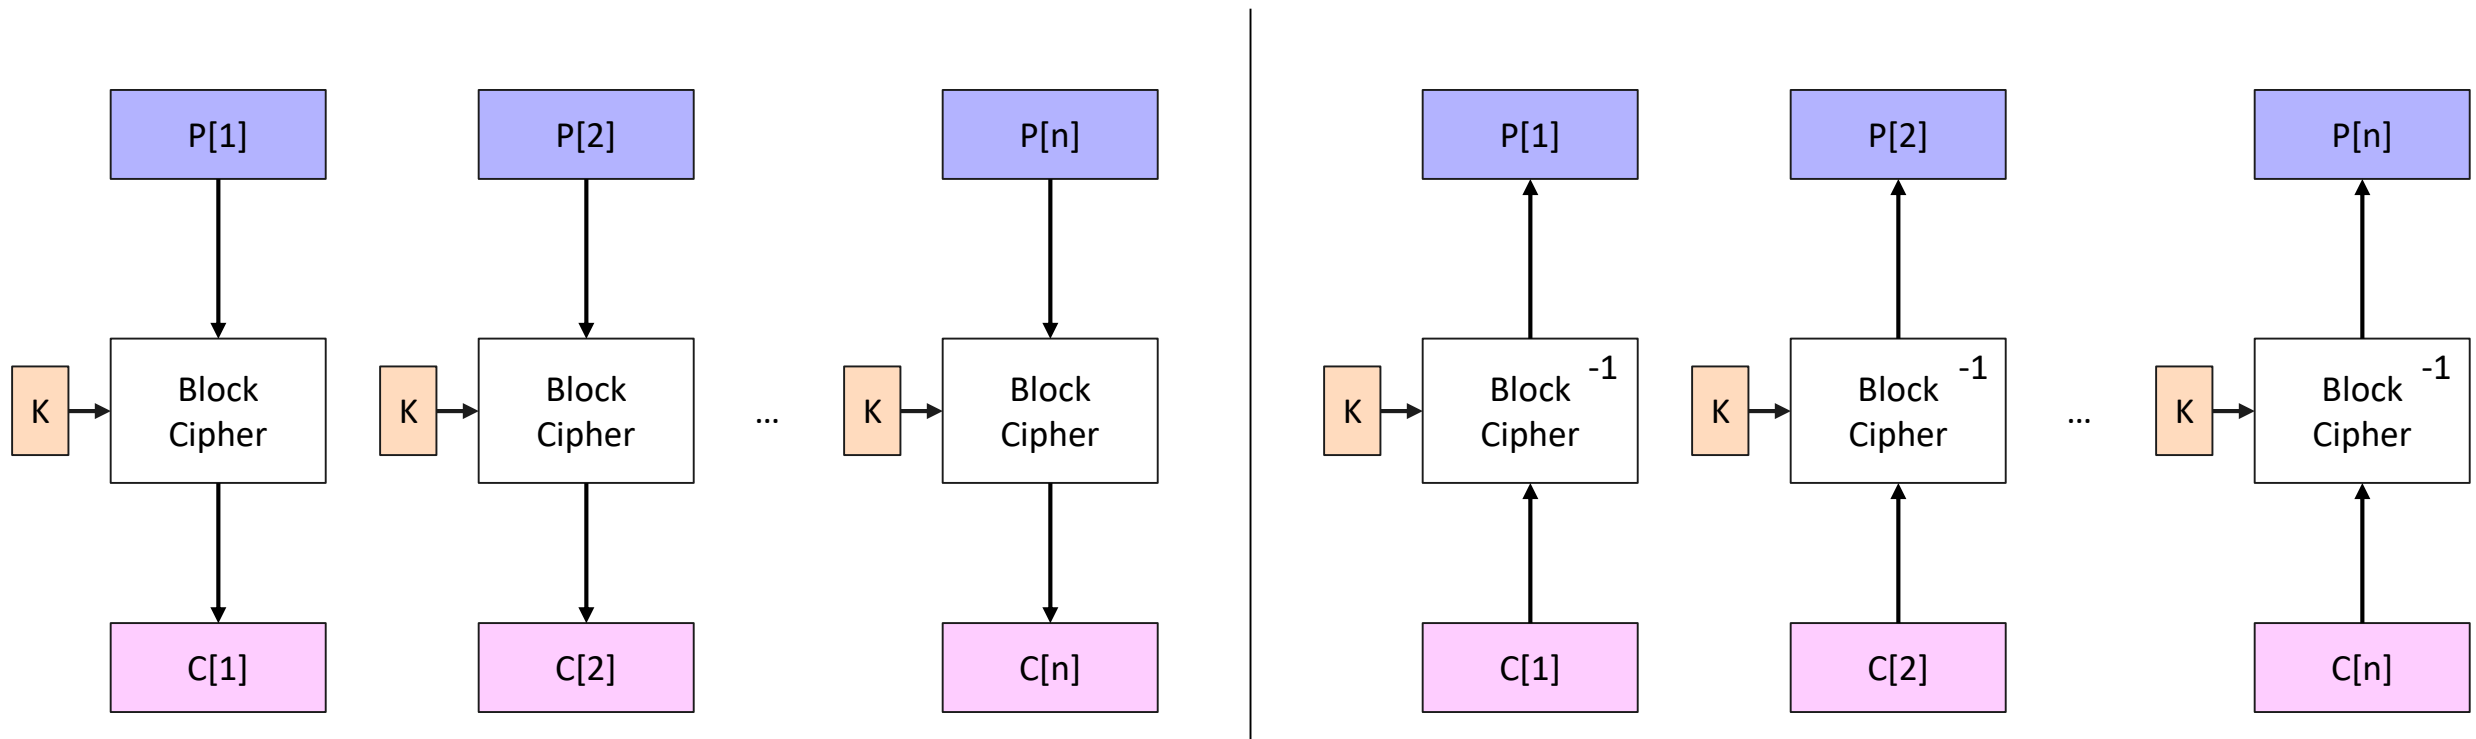 P[1] P[2] P[n] P[1] P[2] P[n]
K Block Cipher K Block Cipher ... K Block Cipher K Block Cipher -1 K Block Cipher -1 ... K Block Cipher -1
C[1] C[2] C[n] C[1] C[2] C[n]